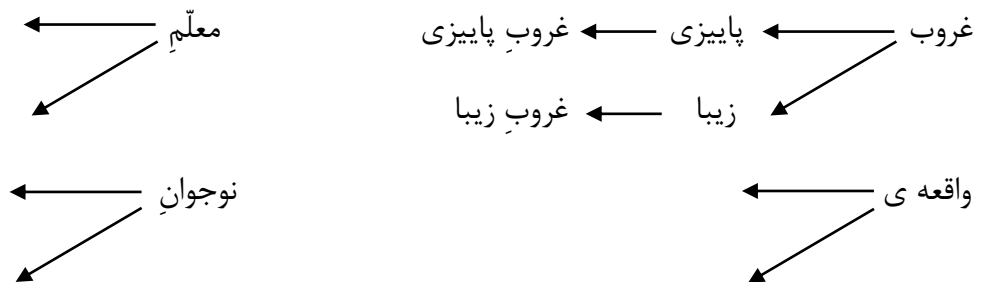 غروب پاییزی غروبِ پاییزی معلّمِ
زیبا غروبِ زیبا
واقعه ی نوجوانِ